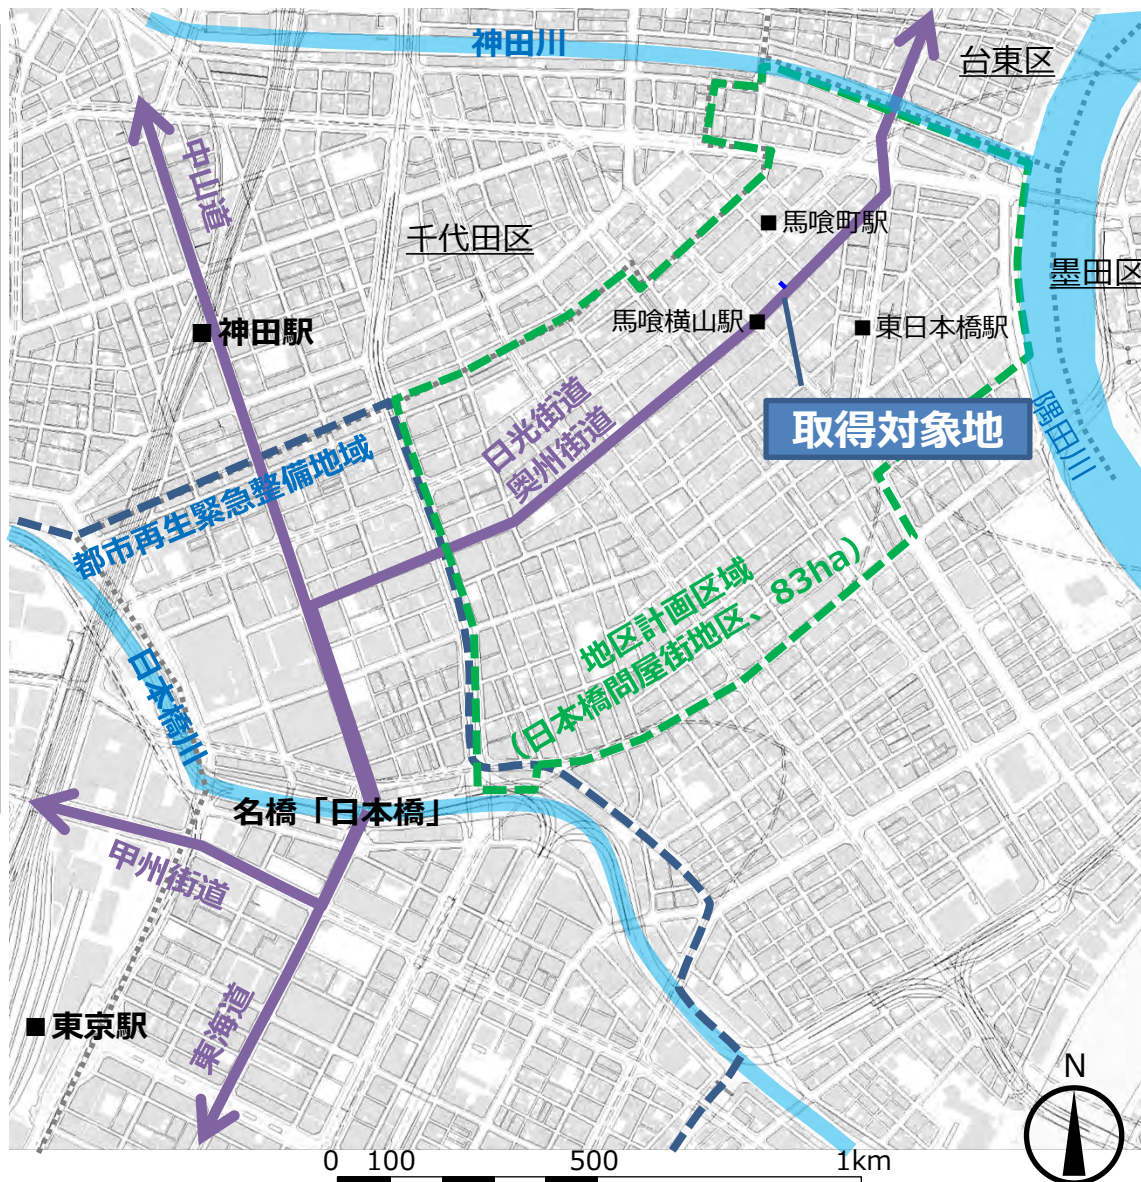 神田川
台東区
中山道
千代田区
■馬喰町駅
墨田区
■神田駅
馬喰横山駅■
■東日本橋駅
日光街道
奥州街道
取得対象地
隅田川
都市再生緊急整備地域
地区計画区域
（日本橋問屋街地区、83ha）
日本橋川
名橋「日本橋」
甲州街道
東海道
■東京駅
N
0 100 500 1km